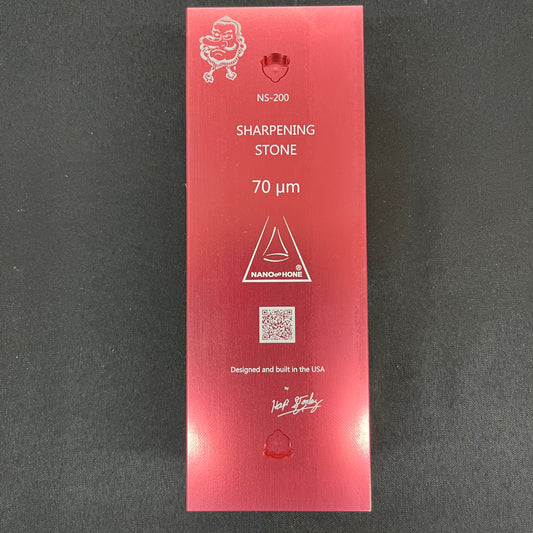 NS-200
SHARPENING
STONE
70 µm
NANO HONE ®
Designed and built in the USA
by